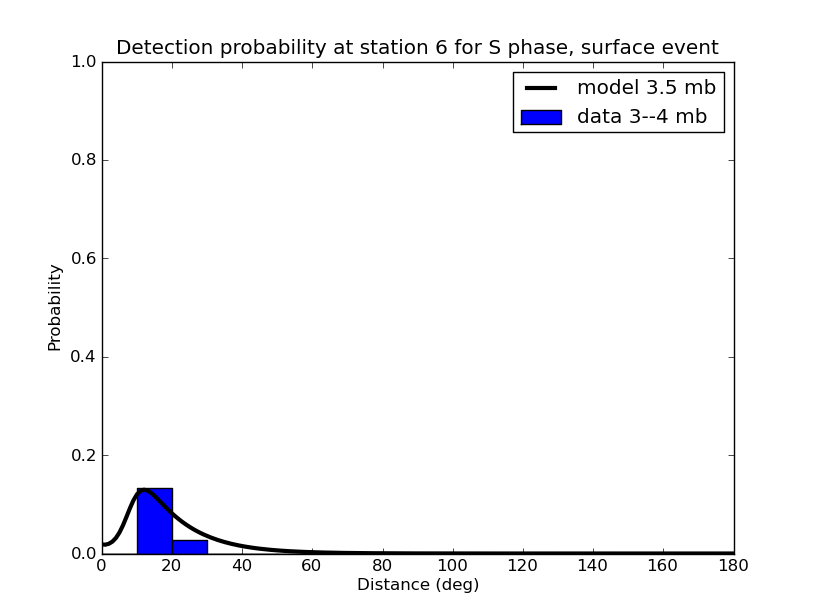 Detection probability at station 6 for S phase, surface event
1.0
0.8
0.6
0.4
0.2
0.0
Probability
model 3.5 mb
data 3--4 mb
0 20 40 60 80 100 120 140 160 180
Distance (deg)